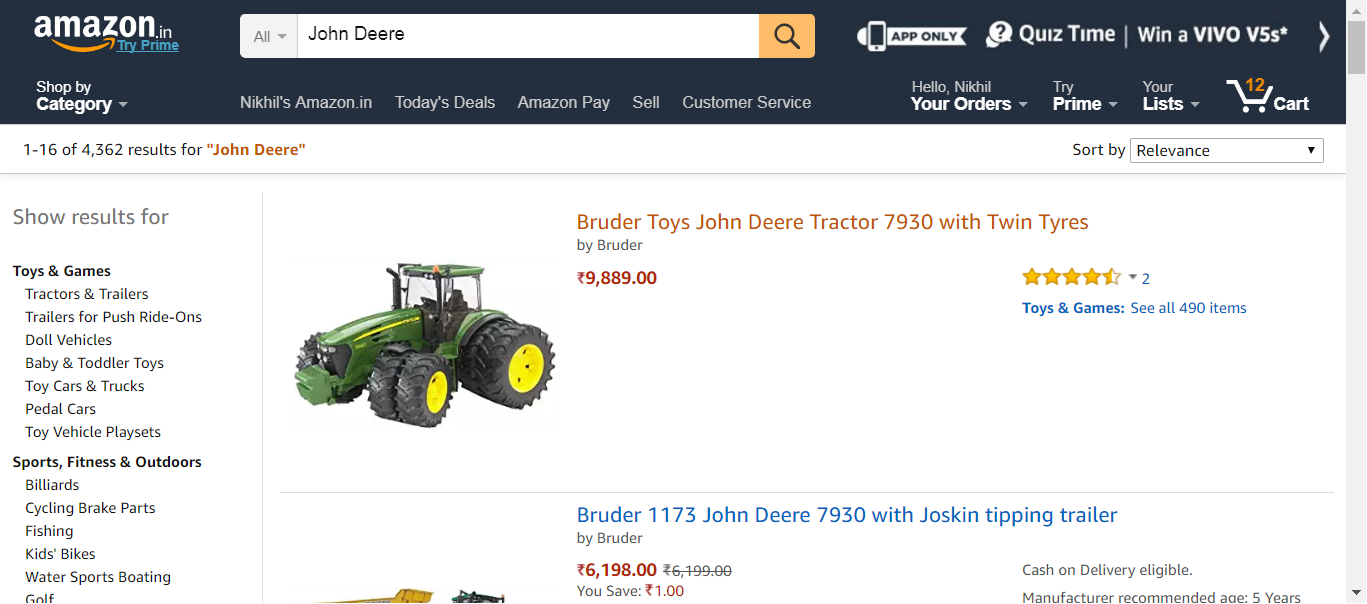 amazon.in
Try Prime
All
John Deere
APP ONLY
Quiz Time | Win a VIVO V5s*
Shop by
Category
Nikhil's Amazon.in
Today's Deals
Amazon Pay
Sell
Customer Service
Hello, Nikhil
Your Orders
Try
Prime
Your
Lists
12
Cart
1-16 of 4,362 results for "John Deere"
Sort by Relevance
Show results for
Toys & Games
Tractors & Trailers
Trailers for Push Ride-Ons
Doll Vehicles
Baby & Toddler Toys
Toy Cars & Trucks
Pedal Cars
Toy Vehicle Playsets
Sports, Fitness & Outdoors
Billiards
Cycling Brake Parts
Fishing
Kids' Bikes
Water Sports Boating
Golf
Bruder Toys John Deere Tractor 7930 with Twin Tyres
by Bruder
₹9,889.00
2
Toys & Games: See all 490 items
Bruder 1173 John Deere 7930 with Joskin tipping trailer
by Bruder
₹6,198.00 ₹6,199.00
You Save: ₹1.00
Cash on Delivery eligible.
Manufacturer recommended age: 5 Years